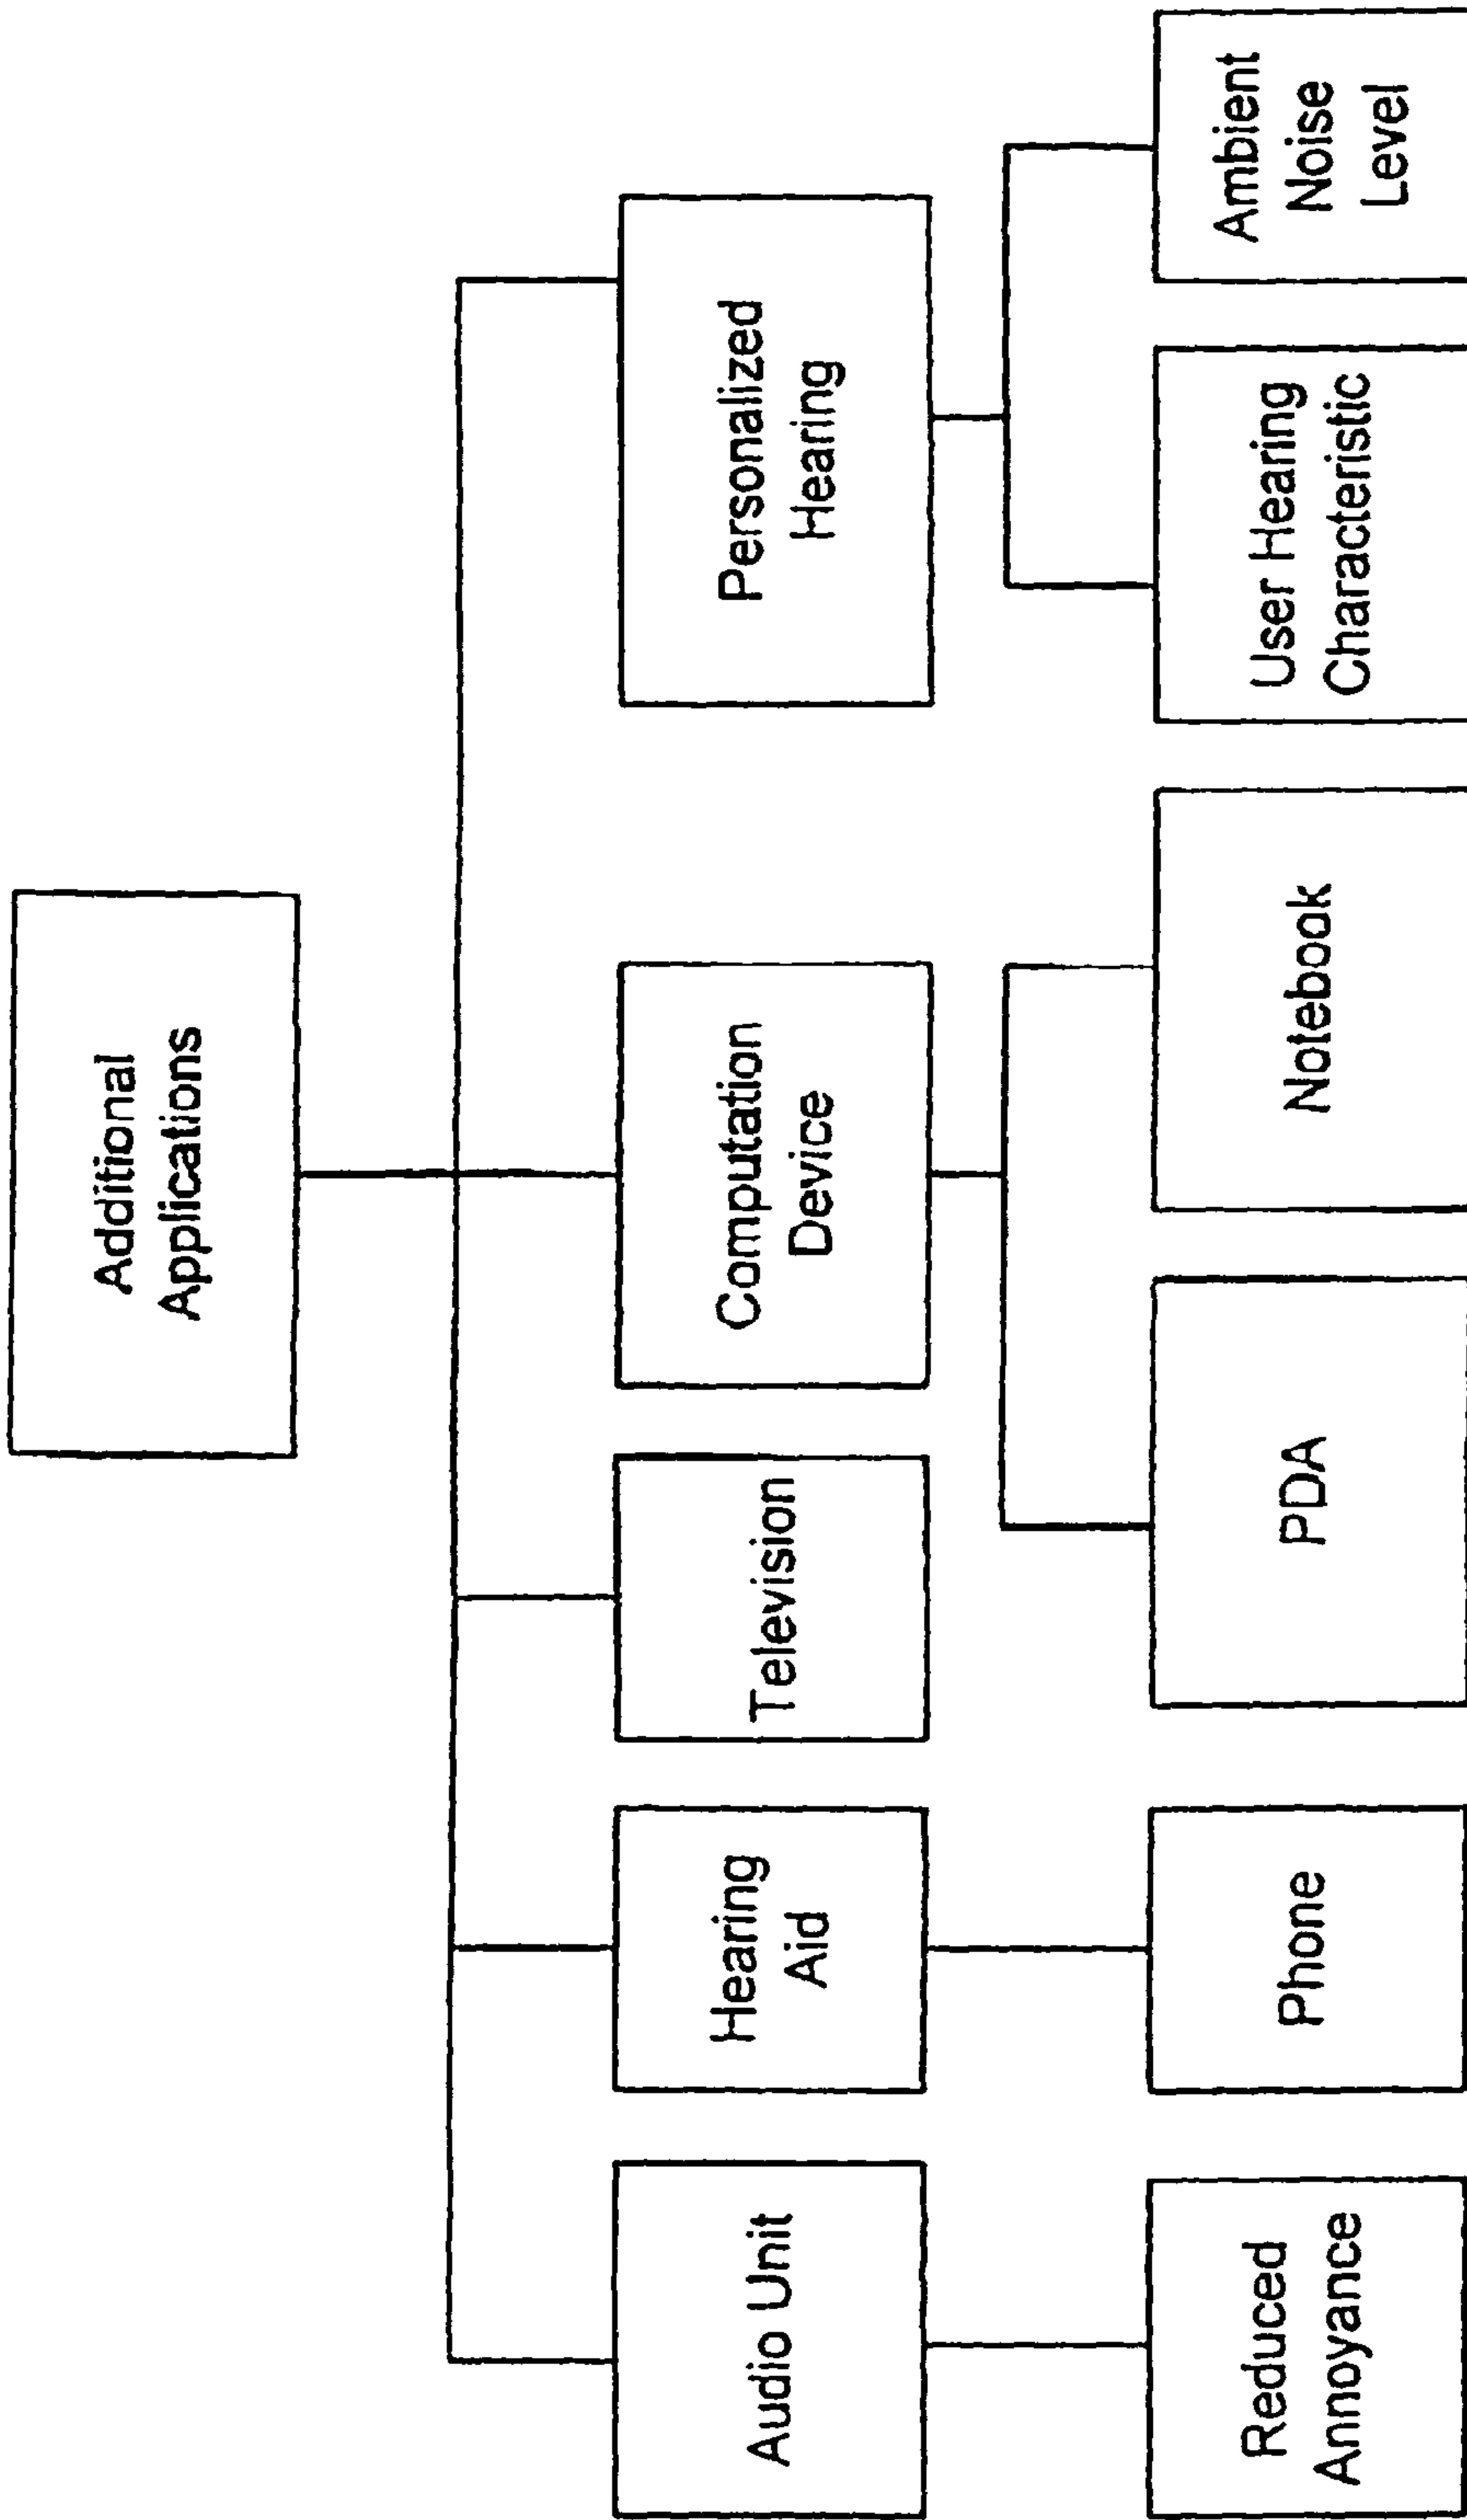 Additional
Applications
Audio Unit
Hearing
Aid
Television
Computation
Device
Personalized
Hearing
Reduced
Annoyance
Phone
PDA
Notebook
User Hearing
Characteristic
Ambient
Noise
Level